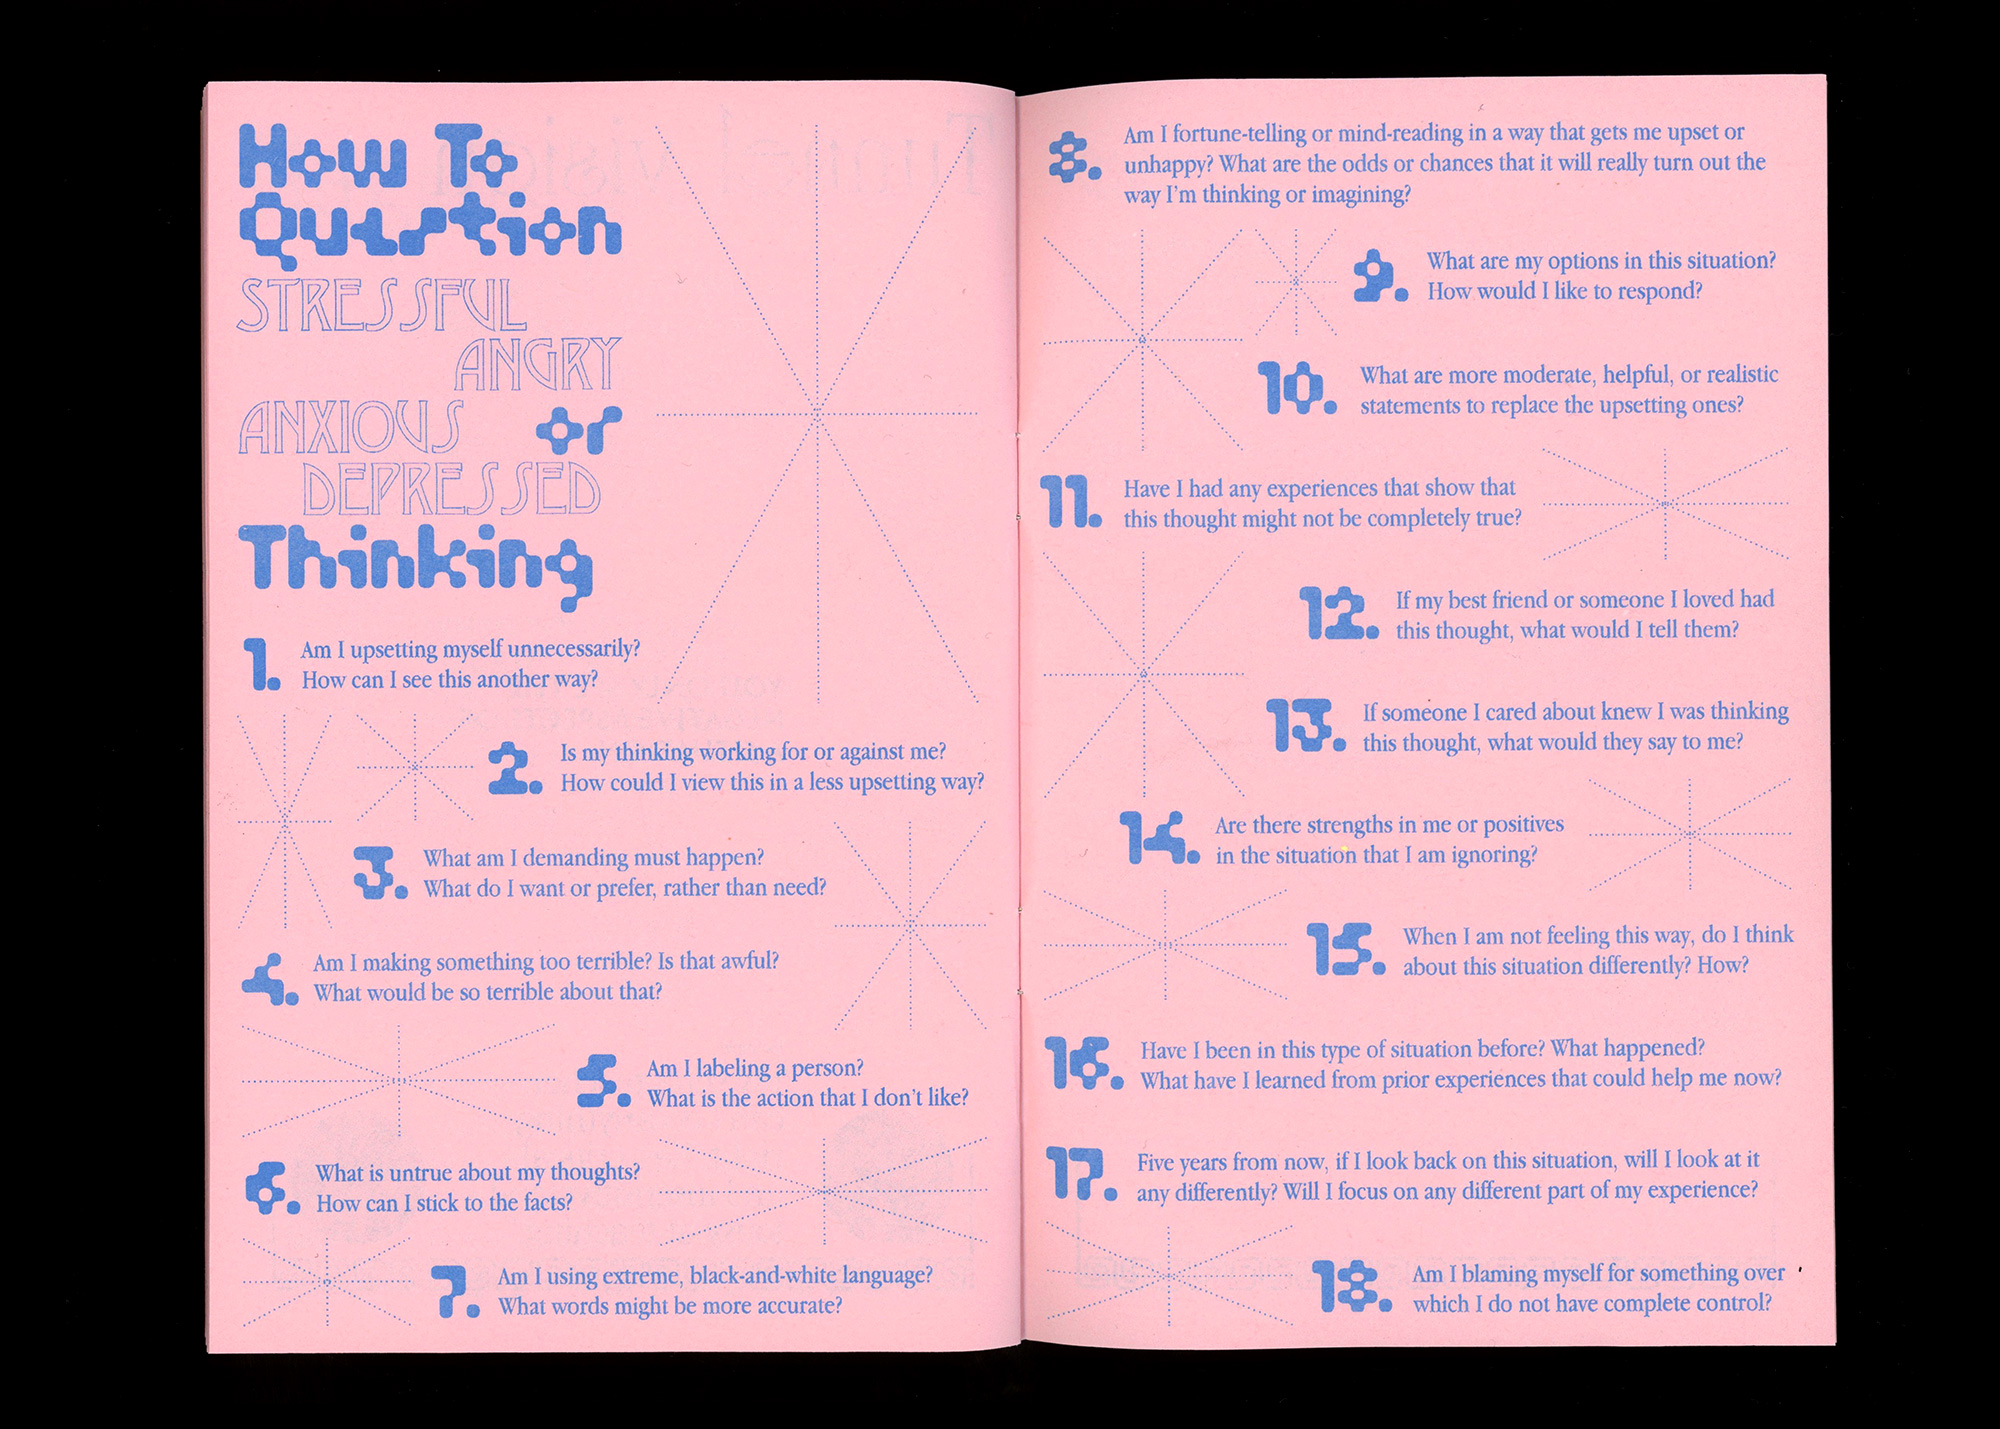 How To
Question
STRESSFUL
ANGRY
ANXIOUS or
DEPRESSED
Thinking
1. Am I upsetting myself unnecessarily?
How can I see this another way?
2. Is my thinking working for or against me?
How could I view this in a less upsetting way?
3. What am I demanding must happen?
What do I want or prefer, rather than need?
4. Am I making something too terrible? Is that awful?
What would be so terrible about that?
5. Am I labeling a person?
What is the action that I don't like?
6. What is untrue about my thoughts?
How can I stick to the facts?
7. Am I using extreme, black-and-white language?
What words might be more accurate?
8. Am I fortune-telling or mind-reading in a way that gets me upset or
unhappy? What are the odds or chances that it will really turn out the
way I'm thinking or imagining?
9. What are my options in this situation?
How would I like to respond?
10. What are more moderate, helpful, or realistic
statements to replace the upsetting ones?
11. Have I had any experiences that show that
this thought might not be completely true?
12. If my best friend or someone I loved had
this thought, what would I tell them?
13. If someone I cared about knew I was thinking
this thought, what would they say to me?
14. Are there strengths in me or positives
in the situation that I am ignoring?
15. When I am not feeling this way, do I think
about this situation differently? How?
16. Have I been in this type of situation before? What happened?
What have I learned from prior experiences that could help me now?
17. Five years from now, if I look back on this situation, will I look at it
any differently? Will I focus on any different part of my experience?
18. Am I blaming myself for something over
which I do not have complete control?